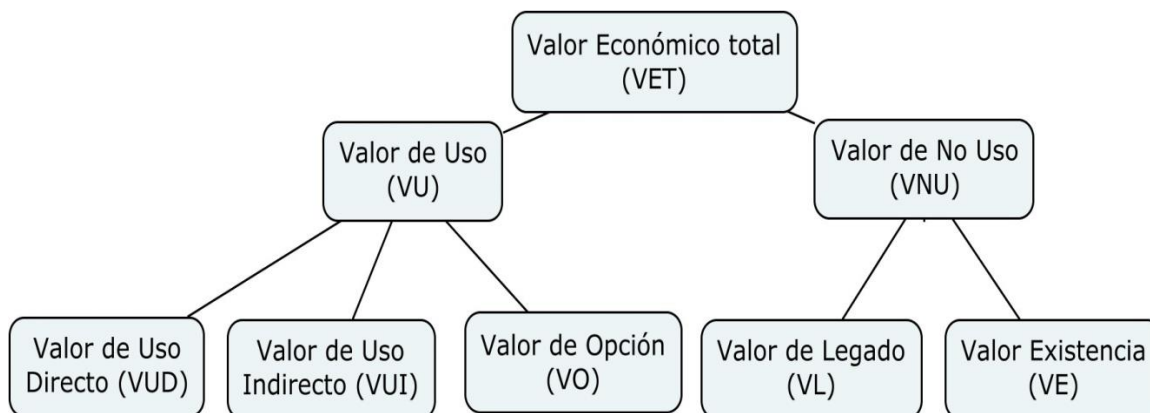 Valor Económico total
(VET)
Valor de Uso
(VU)
Valor de No Uso
(VNU)
Valor de Uso
Directo (VUD)
Valor de Uso
Indirecto (VUI)
Valor de Opción
(VO)
Valor de Legado
(VL)
Valor Existencia
(VE)